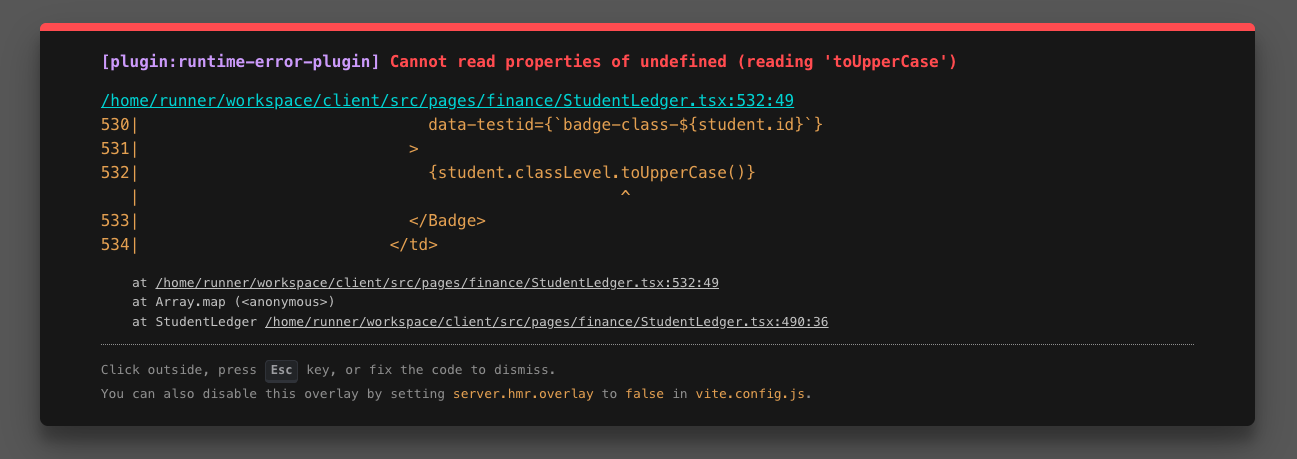 [plugin:runtime-error-plugin] Cannot read properties of undefined (reading 'toUpperCase')
/home/runner/workspace/client/src/pages/finance/StudentLedger.tsx:532:49
530|                              data-testid={`badge-class-${student.id}`}
531|                            >
532|                              {student.classLevel.toUpperCase()}
   |                                                  ^
533|                            </Badge>
534|                          </td>
at /home/runner/workspace/client/src/pages/finance/StudentLedger.tsx:532:49
at Array.map (<anonymous>)
at StudentLedger /home/runner/workspace/client/src/pages/finance/StudentLedger.tsx:490:36
Click outside, press Esc key, or fix the code to dismiss.
You can also disable this overlay by setting server.hmr.overlay to false in vite.config.js.